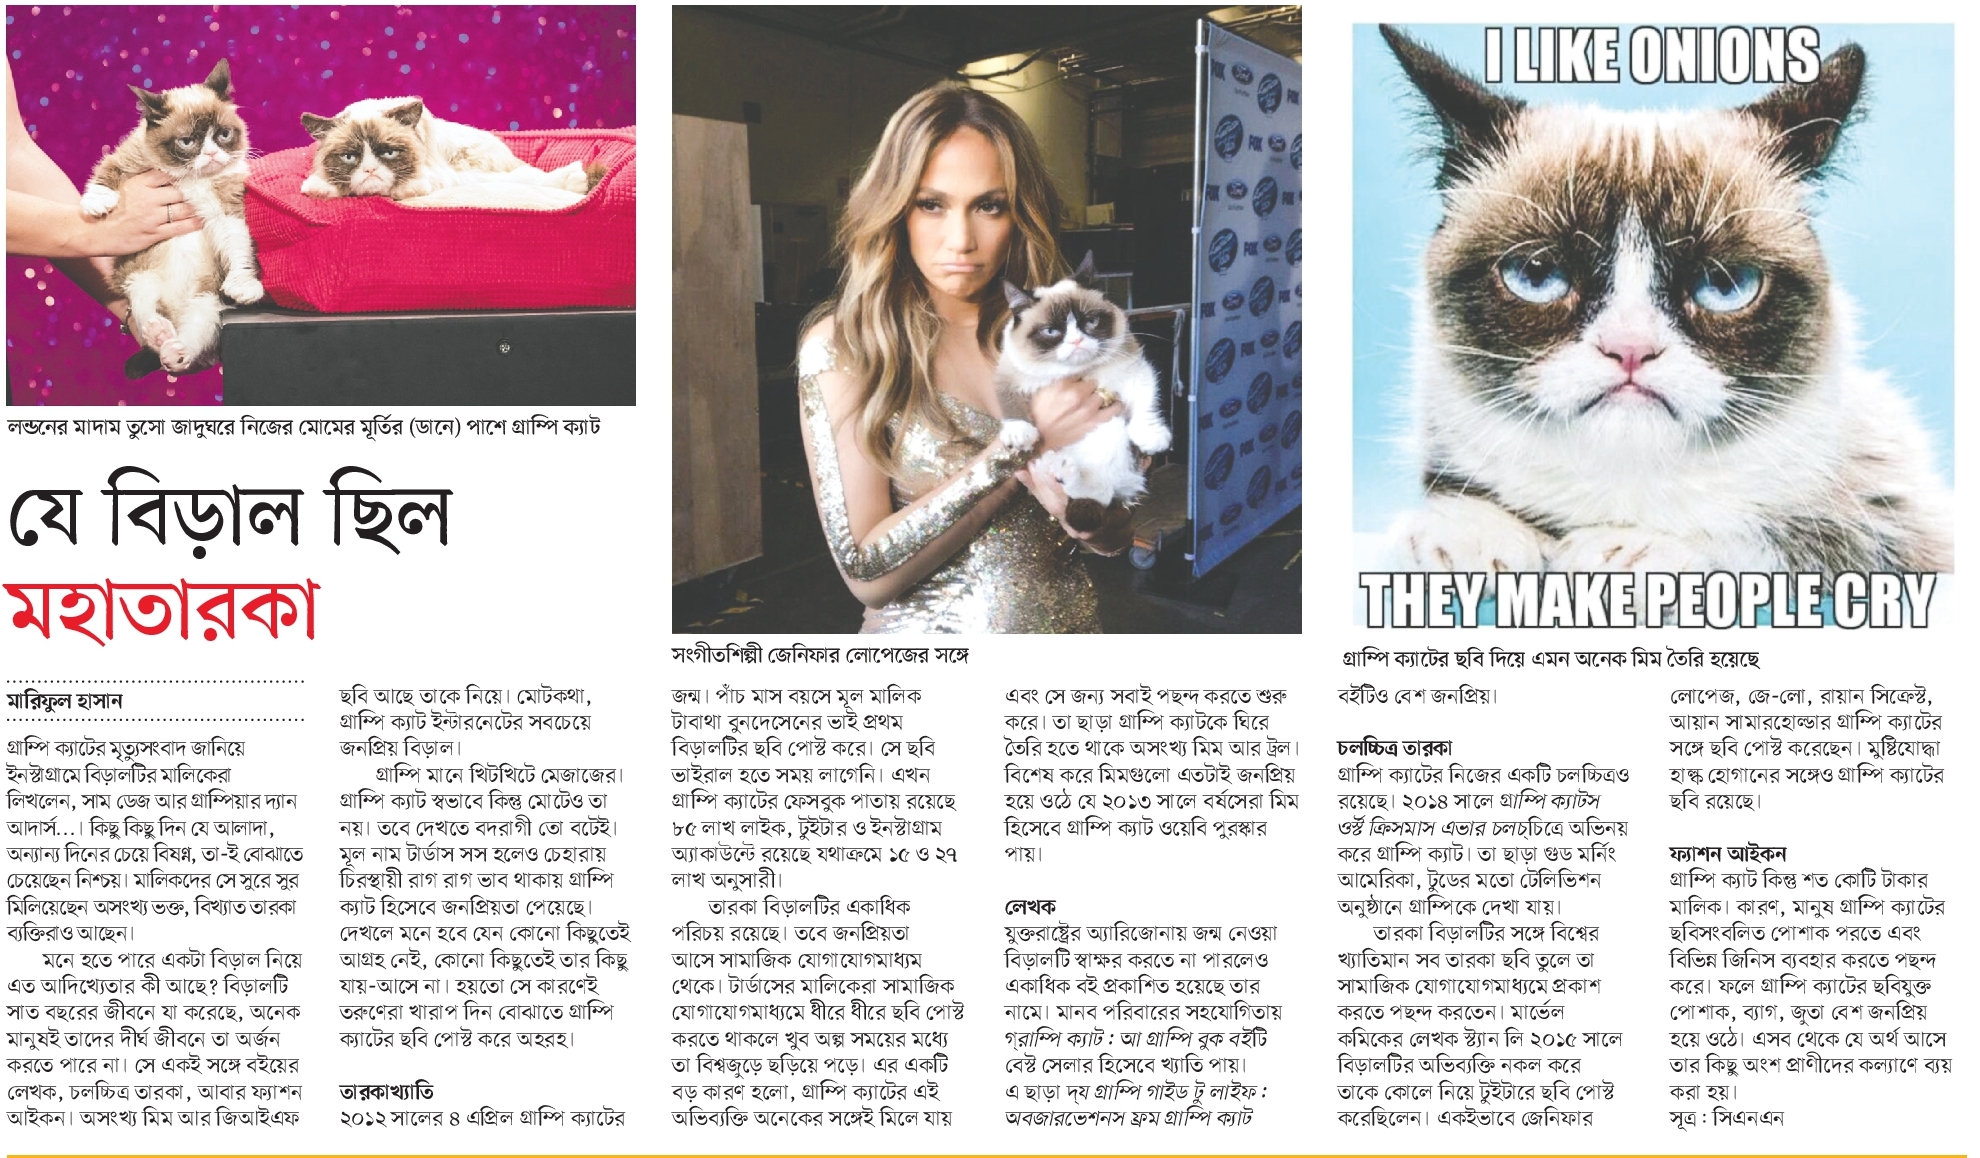 লন্ডনের মাদাম তুসো জাদুঘরে নিজের মোমের মূর্তির (ডানে) পাশে গ্রাম্পি ক্যাট
যে বিড়াল ছিল
মহাতারকা
মারিফুল হাসান
গ্রাম্পি ক্যাটের মৃত্যুসংবাদ জানিয়ে
ইনস্টাগ্রামে বিড়ালটির মালিকেরা
লিখলেন, সাম ডেজ আর গ্রাম্পিয়ার দ্যান
আদার্স...। কিছু কিছু দিন যে আলাদা,
অন্যান্য দিনের চেয়ে বিষণ্ন, তা-ই বোঝাতে
চেয়েছেন নিশ্চয়। মালিকদের সে সুরে সুর
মিলিয়েছেন অসংখ্য ভক্ত, বিখ্যাত তারকা
ব্যক্তিরাও আছেন।
মনে হতে পারে একটা বিড়াল নিয়ে
এত আদিখ্যেতার কী আছে? বিড়ালটি
সাত বছরের জীবনে যা করেছে, অনেক
মানুষই তাদের দীর্ঘ জীবনে তা অর্জন
করতে পারে না। সে একই সঙ্গে বইয়ের
লেখক, চলচ্চিত্র তারকা, আবার ফ্যাশন
আইকন। অসংখ্য মিম আর জিআইএফ
ছবি আছে তাকে নিয়ে। মোটকথা,
গ্রাম্পি ক্যাট ইন্টারনেটের সবচেয়ে
জনপ্রিয় বিড়াল।
গ্রাম্পি মানে খিটখিটে মেজাজের।
গ্রাম্পি ক্যাট স্বভাবে কিন্তু মোটেও তা
নয়। তবে দেখতে বদরাগী তো বটেই।
মূল নাম টার্ডাস সস হলেও চেহারায়
চিরস্থায়ী রাগ রাগ ভাব থাকায় গ্রাম্পি
ক্যাট হিসেবে জনপ্রিয়তা পেয়েছে।
দেখলে মনে হবে যেন কোনো কিছুতেই
আগ্রহ নেই, কোনো কিছুতেই তার কিছু
যায়-আসে না। হয়তো সে কারণেই
তরুণেরা খারাপ দিন বোঝাতে গ্রাম্পি
ক্যাটের ছবি পোস্ট করে অহরহ।
তারকাখ্যাতি
২০১২ সালের ৪ এপ্রিল গ্রাম্পি ক্যাটের
সংগীতশিল্পী জেনিফার লোপেজের সঙ্গে
জন্ম। পাঁচ মাস বয়সে মূল মালিক
টাবাথা বুনদেসেনের ভাই প্রথম
বিড়ালটির ছবি পোস্ট করে। সে ছবি
ভাইরাল হতে সময় লাগেনি। এখন
গ্রাম্পি ক্যাটের ফেসবুক পাতায় রয়েছে
৮৫ লাখ লাইক, টুইটার ও ইনস্টাগ্রাম
অ্যাকাউন্টে রয়েছে যথাক্রমে ১৫ ও ২৭
লাখ অনুসারী।
তারকা বিড়ালটির একাধিক
পরিচয় রয়েছে। তবে জনপ্রিয়তা
আসে সামাজিক যোগাযোগমাধ্যম
থেকে। টার্ডাসের মালিকেরা সামাজিক
যোগাযোগমাধ্যমে ধীরে ধীরে ছবি পোস্ট
করতে থাকলে খুব অল্প সময়ের মধ্যে
তা বিশ্বজুড়ে ছড়িয়ে পড়ে। এর একটি
বড় কারণ হলো, গ্রাম্পি ক্যাটের এই
অভিব্যক্তি অনেকের সঙ্গেই মিলে যায়
এবং সে জন্য সবাই পছন্দ করতে শুরু
করে। তা ছাড়া গ্রাম্পি ক্যাটকে ঘিরে
তৈরি হতে থাকে অসংখ্য মিম আর ট্রল।
বিশেষ করে মিমগুলো এতটাই জনপ্রিয়
হয়ে ওঠে যে ২০১৩ সালে বর্ষসেরা মিম
হিসেবে গ্রাম্পি ক্যাট ওয়েবি পুরস্কার
পায়।
লেখক
যুক্তরাষ্ট্রের অ্যারিজোনায় জন্ম নেওয়া
বিড়ালটি স্বাক্ষর করতে না পারলেও
একাধিক বই প্রকাশিত হয়েছে তার
নামে। মানব পরিবারের সহযোগিতায়
গ্রাম্পি ক্যাট : আ গ্রাম্পি বুক বইটি
বেস্ট সেলার হিসেবে খ্যাতি পায়।
এ ছাড়া দ্য গ্রাম্পি গাইড টু লাইফ :
অবজারভেশনস ফ্রম গ্রাম্পি ক্যাট
I LIKE ONIONS
THEY MAKE PEOPLE CRY
গ্রাম্পি ক্যাটের ছবি দিয়ে এমন অনেক মিম তৈরি হয়েছে
বইটিও বেশ জনপ্রিয়।
চলচ্চিত্র তারকা
গ্রাম্পি ক্যাটের নিজের একটি চলচ্চিত্রও
রয়েছে। ২০১৪ সালে গ্রাম্পি ক্যাটস
ওর্স্ট ক্রিসমাস এভার চলচ্চিত্রে অভিনয়
করে গ্রাম্পি ক্যাট। তা ছাড়া গুড মর্নিং
আমেরিকা, টুডের মতো টেলিভিশন
অনুষ্ঠানে গ্রাম্পিকে দেখা যায়।
তারকা বিড়ালটির সঙ্গে বিশ্বের
খ্যাতিমান সব তারকা ছবি তুলে তা
সামাজিক যোগাযোগমাধ্যমে প্রকাশ
করতে পছন্দ করতেন। মার্ভেল
কমিকের লেখক স্ট্যান লি ২০১৫ সালে
বিড়ালটির অভিব্যক্তি নকল করে
তাকে কোলে নিয়ে টুইটারে ছবি পোস্ট
করেছিলেন। একইভাবে জেনিফার
লোপেজ, জে-লো, রায়ান সিক্রেস্ট,
আয়ান সামারহোল্ডার গ্রাম্পি ক্যাটের
সঙ্গে ছবি পোস্ট করেছেন। মুষ্টিযোদ্ধা
হাল্ক হোগানের সঙ্গেও গ্রাম্পি ক্যাটের
ছবি রয়েছে।
ফ্যাশন আইকন
গ্রাম্পি ক্যাট কিন্তু শত কোটি টাকার
মালিক। কারণ, মানুষ গ্রাম্পি ক্যাটের
ছবিসংবলিত পোশাক পরতে এবং
বিভিন্ন জিনিস ব্যবহার করতে পছন্দ
করে। ফলে গ্রাম্পি ক্যাটের ছবিযুক্ত
পোশাক, ব্যাগ, জুতা বেশ জনপ্রিয়
হয়ে ওঠে। এসব থেকে যে অর্থ আসে
তার কিছু অংশ প্রাণীদের কল্যাণে ব্যয়
করা হয়।
সূত্র : সিএনএন